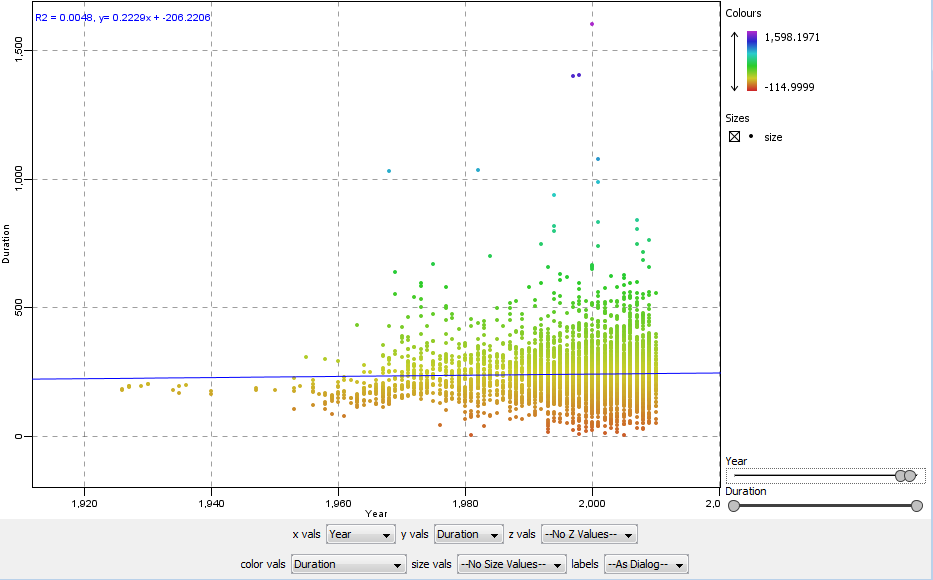 R2 = 0.0048, y= 0.2229x + -206.2206
Colours
1,598.1971
-114.9999
Sizes
size
1,500
1,000
500
0
Duration
1,920
1,940
1,960
1,980
2,000
2,0
Year
Year
Duration
x vals Year y vals Duration z vals --No Z Values--
color vals Duration size vals --No Size Values-- labels --As Dialog--